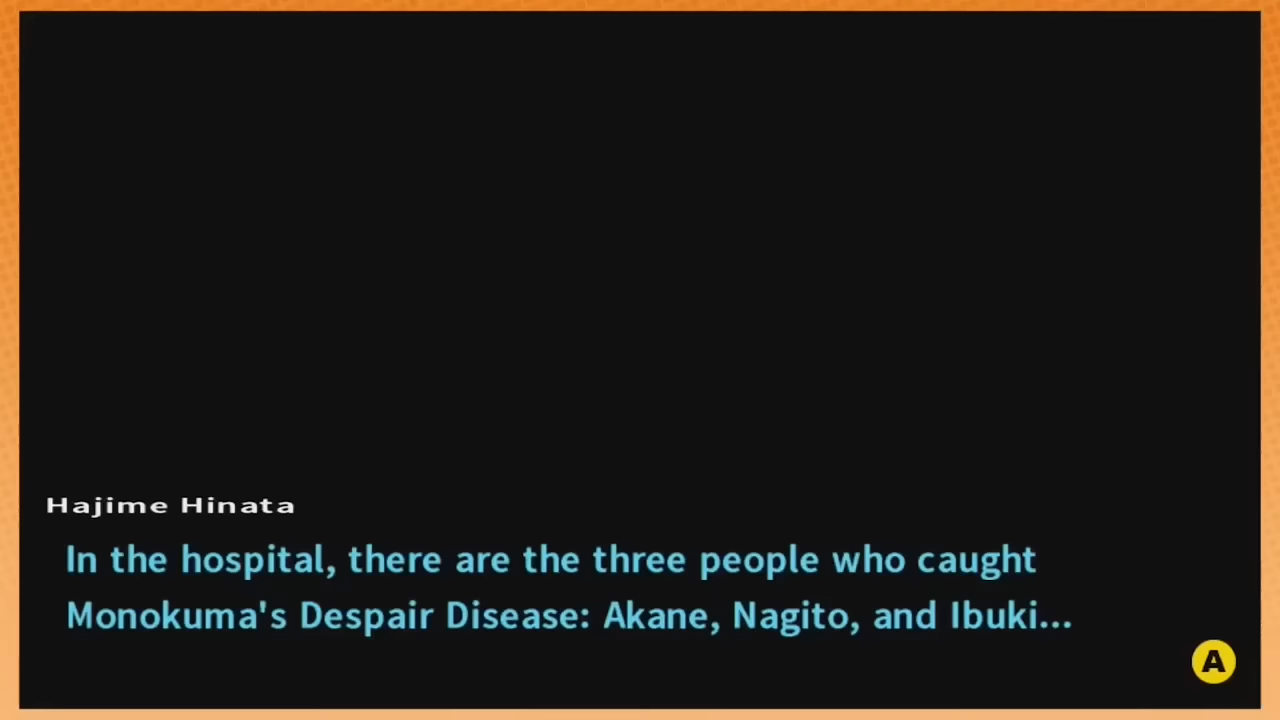 Hajime Hinata
In the hospital, there are the three people who caught
Monokuma's Despair Disease: Akane, Nagito, and Ibuki...
A